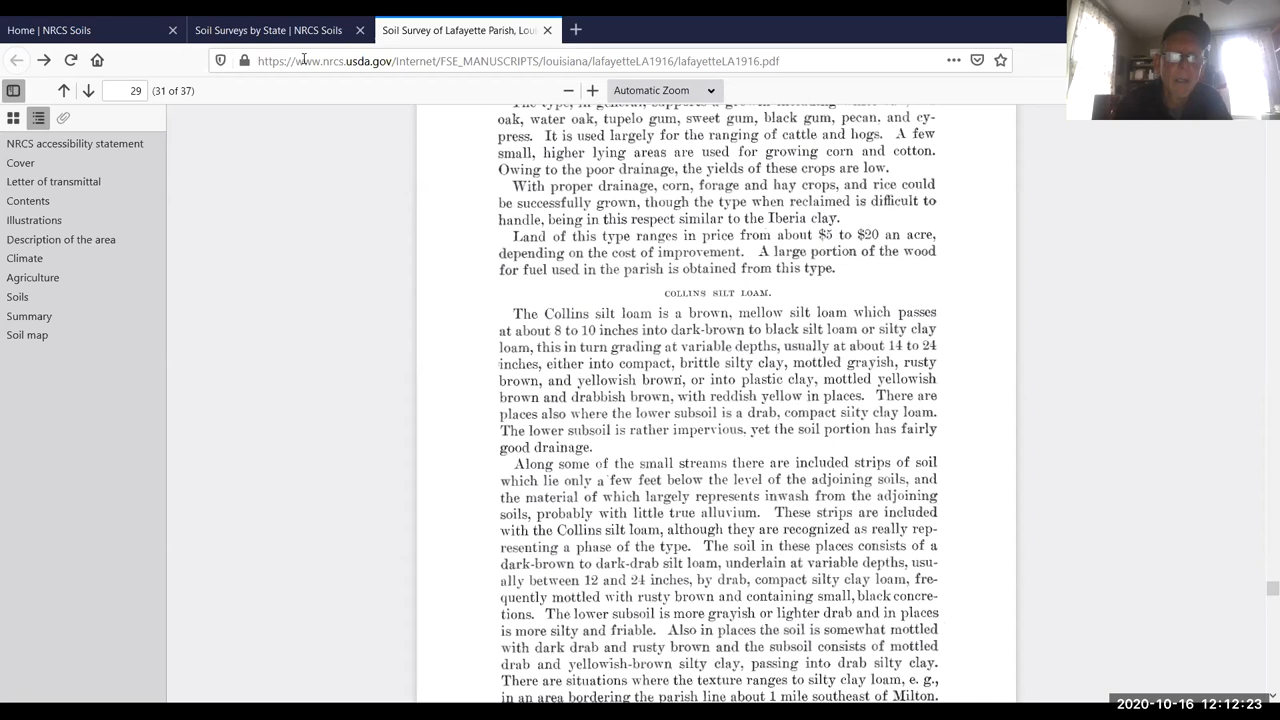 Home | NRCS Soils
Soil Surveys by State | NRCS Soils
Soil Survey of Lafayette Parish, Loui
https://www.nrcs.usda.gov/Internet/FSE_MANUSCRIPTS/louisiana/lafayetteLA1916/lafayetteLA1916.pdf
29
(31 of 37)
Automatic Zoom
NRCS accessibility statement
Cover
Letter of transmittal
Contents
Illustrations
Description of the area
Climate
Agriculture
Soils
Summary
Soil map
oak, water oak, tupelo gum, sweet gum, black gum, pecan, and cy-
press. It is used largely for the ranging of cattle and hogs. A few
small, higher lying areas are used for growing corn and cotton.
Owing to the poor drainage, the yields of these crops are low.
With proper drainage, corn, forage and hay crops, and rice could
be successfully grown, though the type when reclaimed is difficult to
handle, being in this respect similar to the Iberia clay.
Land of this type ranges in price from about $5 to $20 an acre,
depending on the cost of improvement. A large portion of the wood
for fuel used in the parish is obtained from this type.
COLLINS SILT LOAM.
The Collins silt loam is a brown, mellow silt loam which passes
at about 8 to 10 inches into dark-brown to black silt loam or silty clay
loam, this in turn grading at variable depths, usually at about 14 to 24
inches, either into compact, brittle silty clay, mottled grayish, rusty
brown, and yellowish brown, or into plastic clay, mottled yellowish
brown and drabbish brown, with reddish yellow in places. There are
places also where the lower subsoil is a drab, compact silty clay loam.
The lower subsoil is rather impervious. yet the soil portion has fairly
good drainage.
Along some of the small streams there are included strips of soil
which lie only a few feet below the level of the adjoining soils, and
the material of which largely represents inwash from the adjoining
soils, probably with little true alluvium. These strips are included
with the Collins silt loam, although they are recognized as really rep-
resenting a phase of the type. The soil in these places consists of a
dark-brown to dark-drab silt loam, underlain at variable depths, usu-
ally between 12 and 24 inches, by drab, compact silty clay loam, fre-
quently mottled with rusty brown and containing small, black concre-
tions. The lower subsoil is more grayish or lighter drab and in places
is more silty and friable. Also in places the soil is somewhat mottled
with dark drab and rusty brown and the subsoil consists of mottled
drab and yellowish-brown silty clay, passing into drab silty clay.
There are situations where the texture ranges to silty clay loam, e. g.,
in an area bordering the parish line about 1 mile southeast of Milton.
2020-10-16 12:12:23